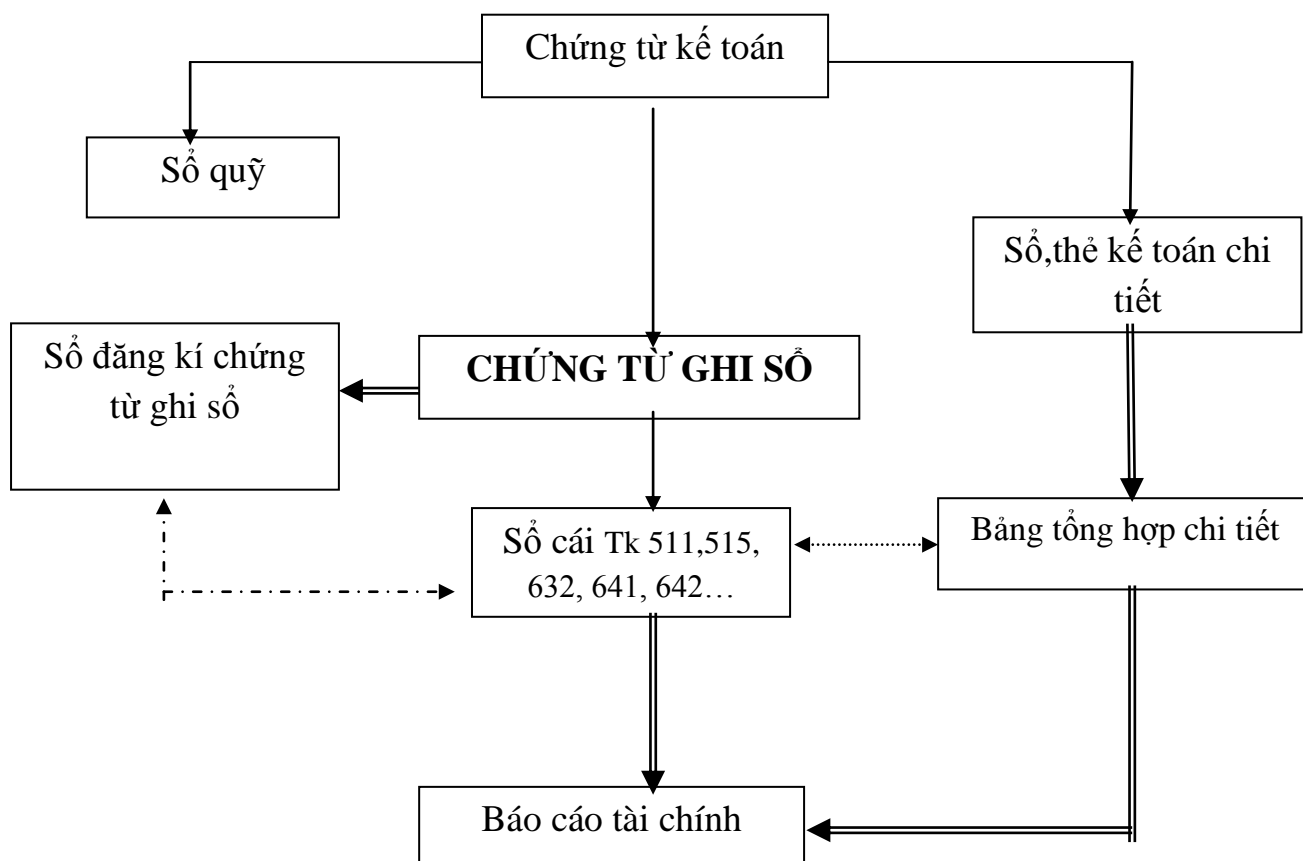 Chứng từ kế toán
Sổ quỹ
Sổ,thẻ kế toán chi
tiết
Sổ đăng kí chứng
từ ghi sổ
CHỨNG TỪ GHI SỔ
Sổ cái Tk 511,515,
632, 641, 642…
Bảng tổng hợp chi tiết
Báo cáo tài chính